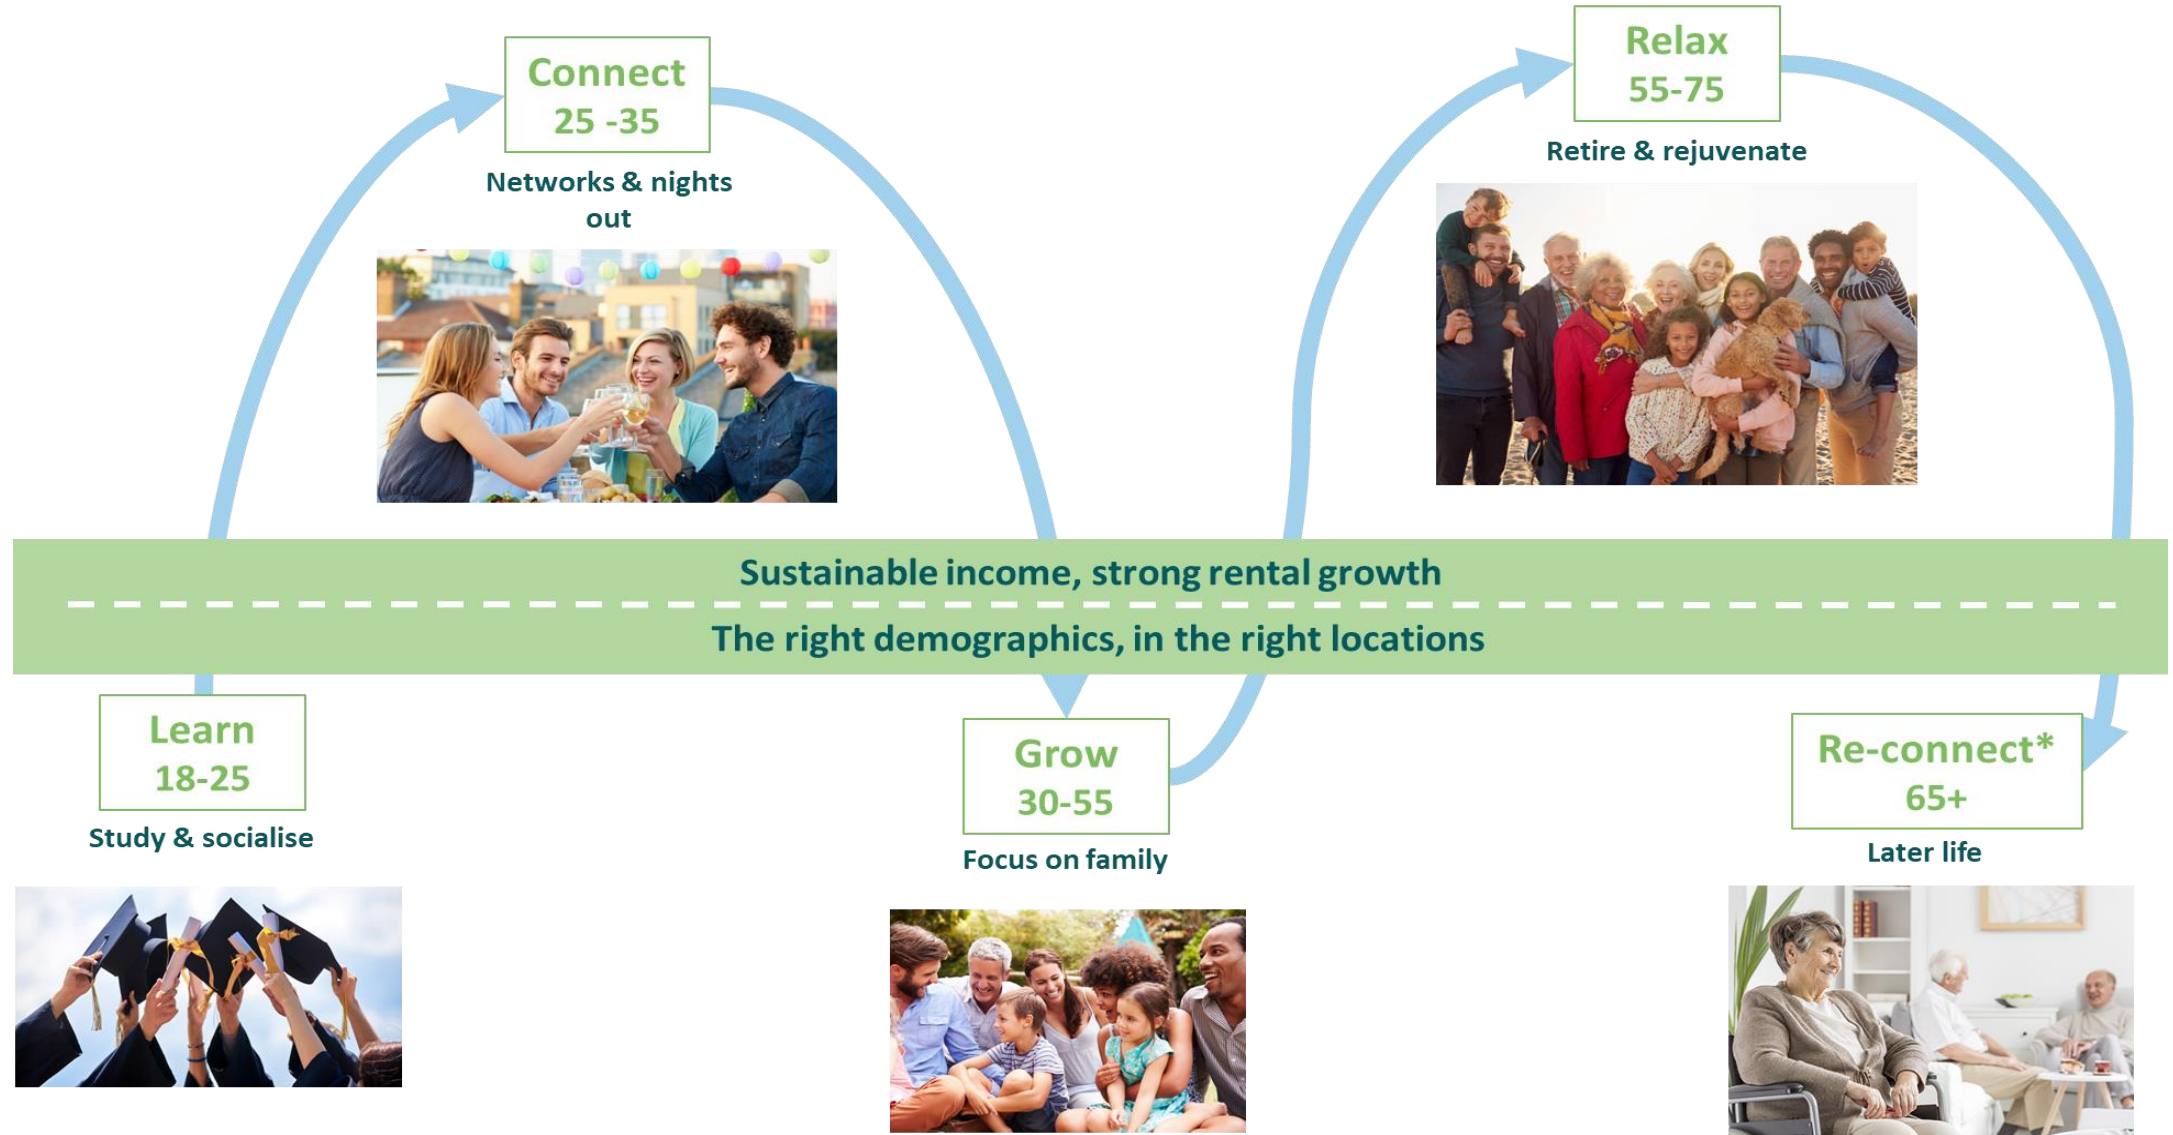 Connect
25 -35
Networks & nights
out
Relax
55-75
Retire & rejuvenate
Sustainable income, strong rental growth
The right demographics, in the right locations
Learn
18-25
Study & socialise
Grow
30-55
Focus on family
Re-connect*
65+
Later life